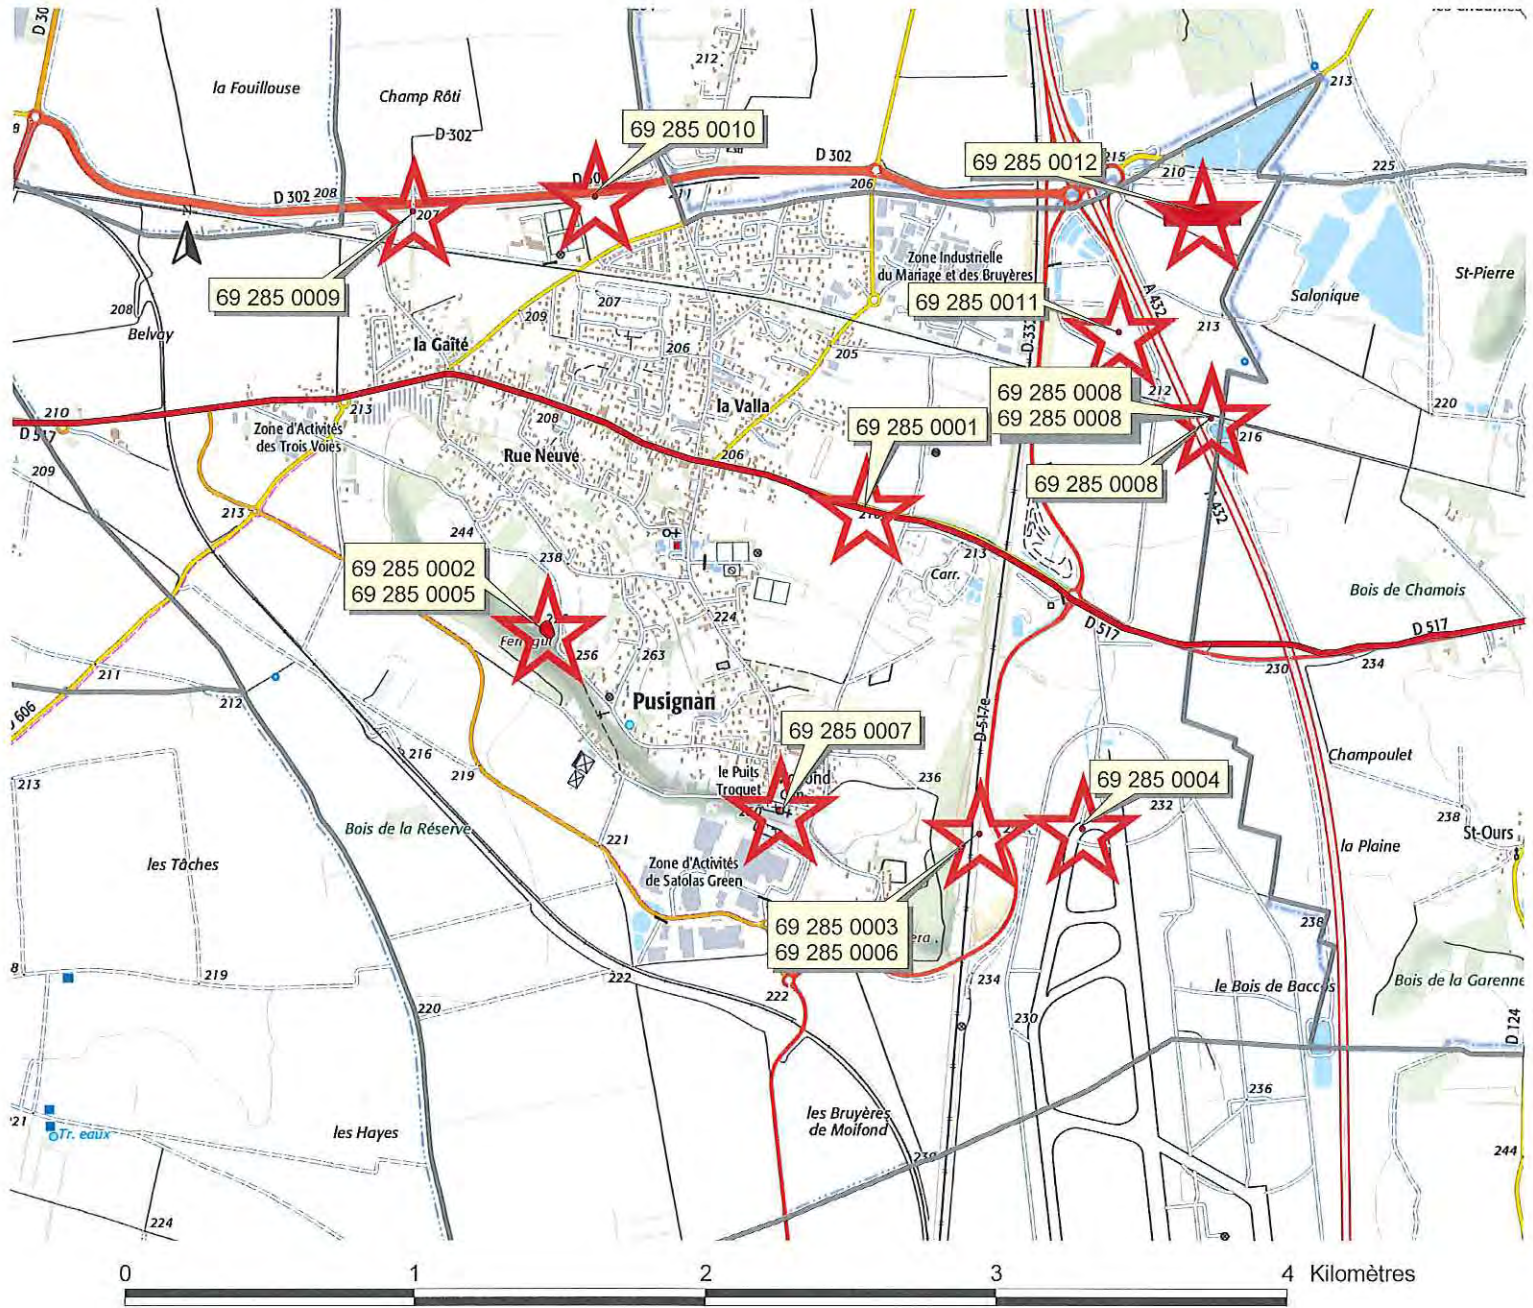 D 30
la Fouillouse
Champ Rôti
D 302
212
213
69 285 0010
D 302
69 285 0012
215
210
225
D 302
208
207
206
N
69 285 0009
208
Belvay
207
209
la Gaîté
206
205
Zone Industrielle
du Mariage et des Bruyères
69 285 0011
A 432
213
Salonique
St-Pierre
212
69 285 0008
69 285 0008
216
220
69 285 0008
A 432
210
D 517
213
Zone d'Activités
des Trois Voies
208
Rue Neuve
la Valla
206
69 285 0001
210
213
Carr.
209
213
244
238
69 285 0002
69 285 0005
256
263
224
Bois de Chamois
D 517
D 517
230
234
211
212
D 606
Pusignan
D 517e
69 285 0007
le Puits
Troquet
236
69 285 0004
232
Champoulet
213
216
219
Bois de la Réserve
les Tâches
221
Zone d'Activités
de Satolas Green
la Plaine
238
St-Ours
69 285 0003
69 285 0006
238
8
219
222
222
234
le Bois de Baccus
Bois de la Garenne
220
230
D 124
236
21
Tr. eaux
les Hayes
les Bruyères
de Moifond
239
244
224
0 1 2 3 4 Kilomètres